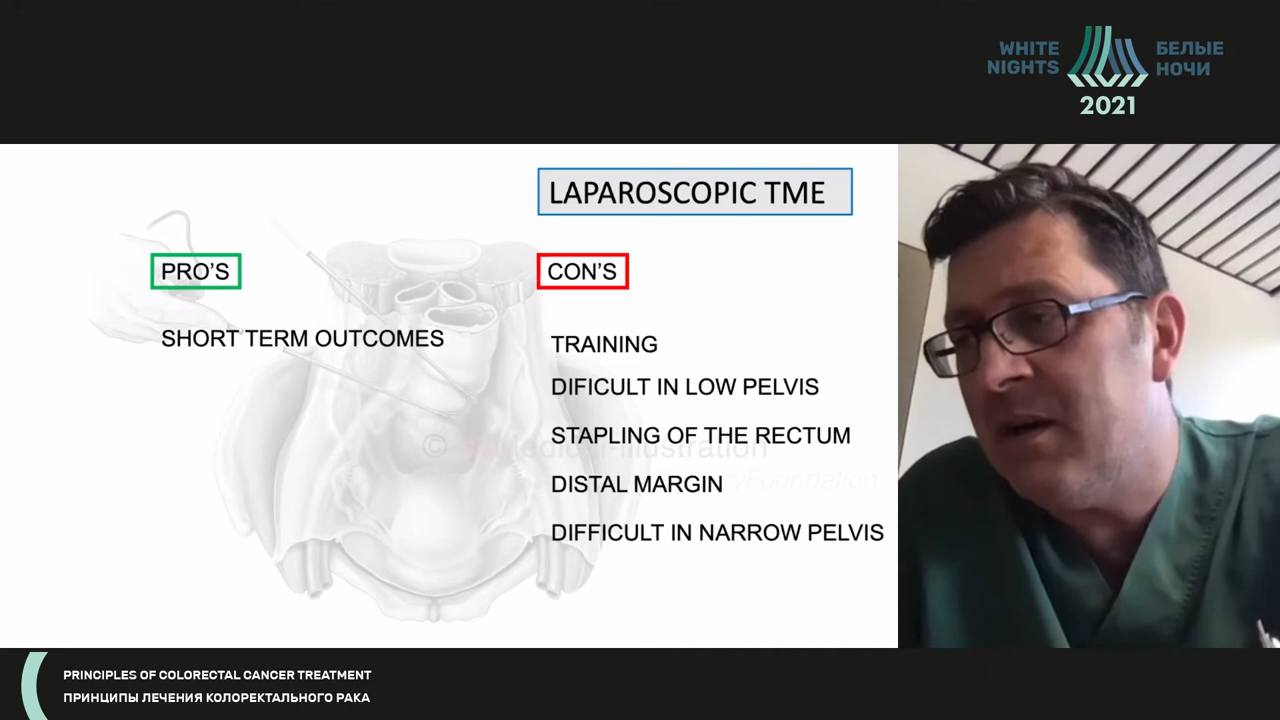 WHITE NIGHTS
БЕЛЫЕ НОЧИ
2021
LAPAROSCOPIC TME
PRO'S
CON'S
SHORT TERM OUTCOMES
TRAINING
DIFICULT IN LOW PELVIS
STAPLING OF THE RECTUM
DISTAL MARGIN
DIFFICULT IN NARROW PELVIS
PRINCIPLES OF COLORECTAL CANCER TREATMENT
ПРИНЦИПЫ ЛЕЧЕНИЯ КОЛОРЕКТАЛЬНОГО РАКА